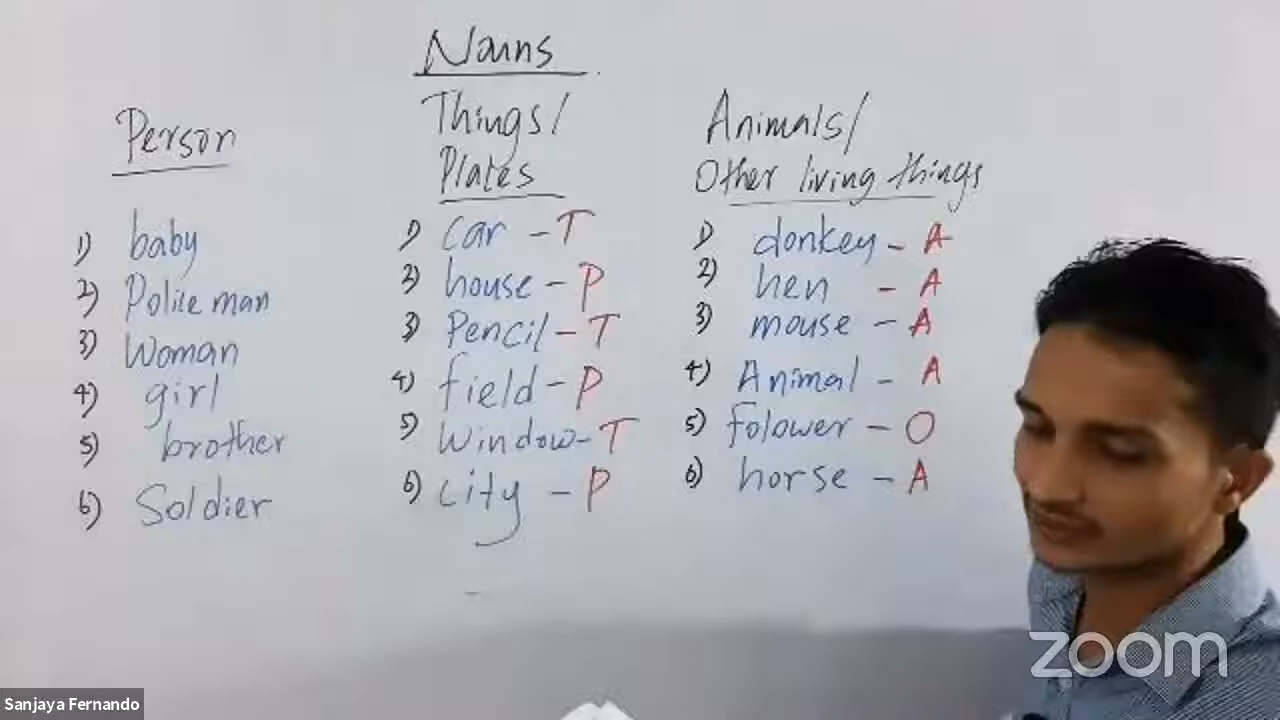 Nouns
Person
Things/
Plates
Animals/
Other living things
1) baby
2) Polile man
3) Woman
4) girl
5) brother
6) Soldier
1) Car - T
2) house - P
3) Pencil - T
4) field - P
5) Window - T
6) City - P
1) donkey - A
2) hen - A
3) mouse - A
4) Animal - A
5) folower - O
6) horse - A
zoom
Sanjaya Fernando